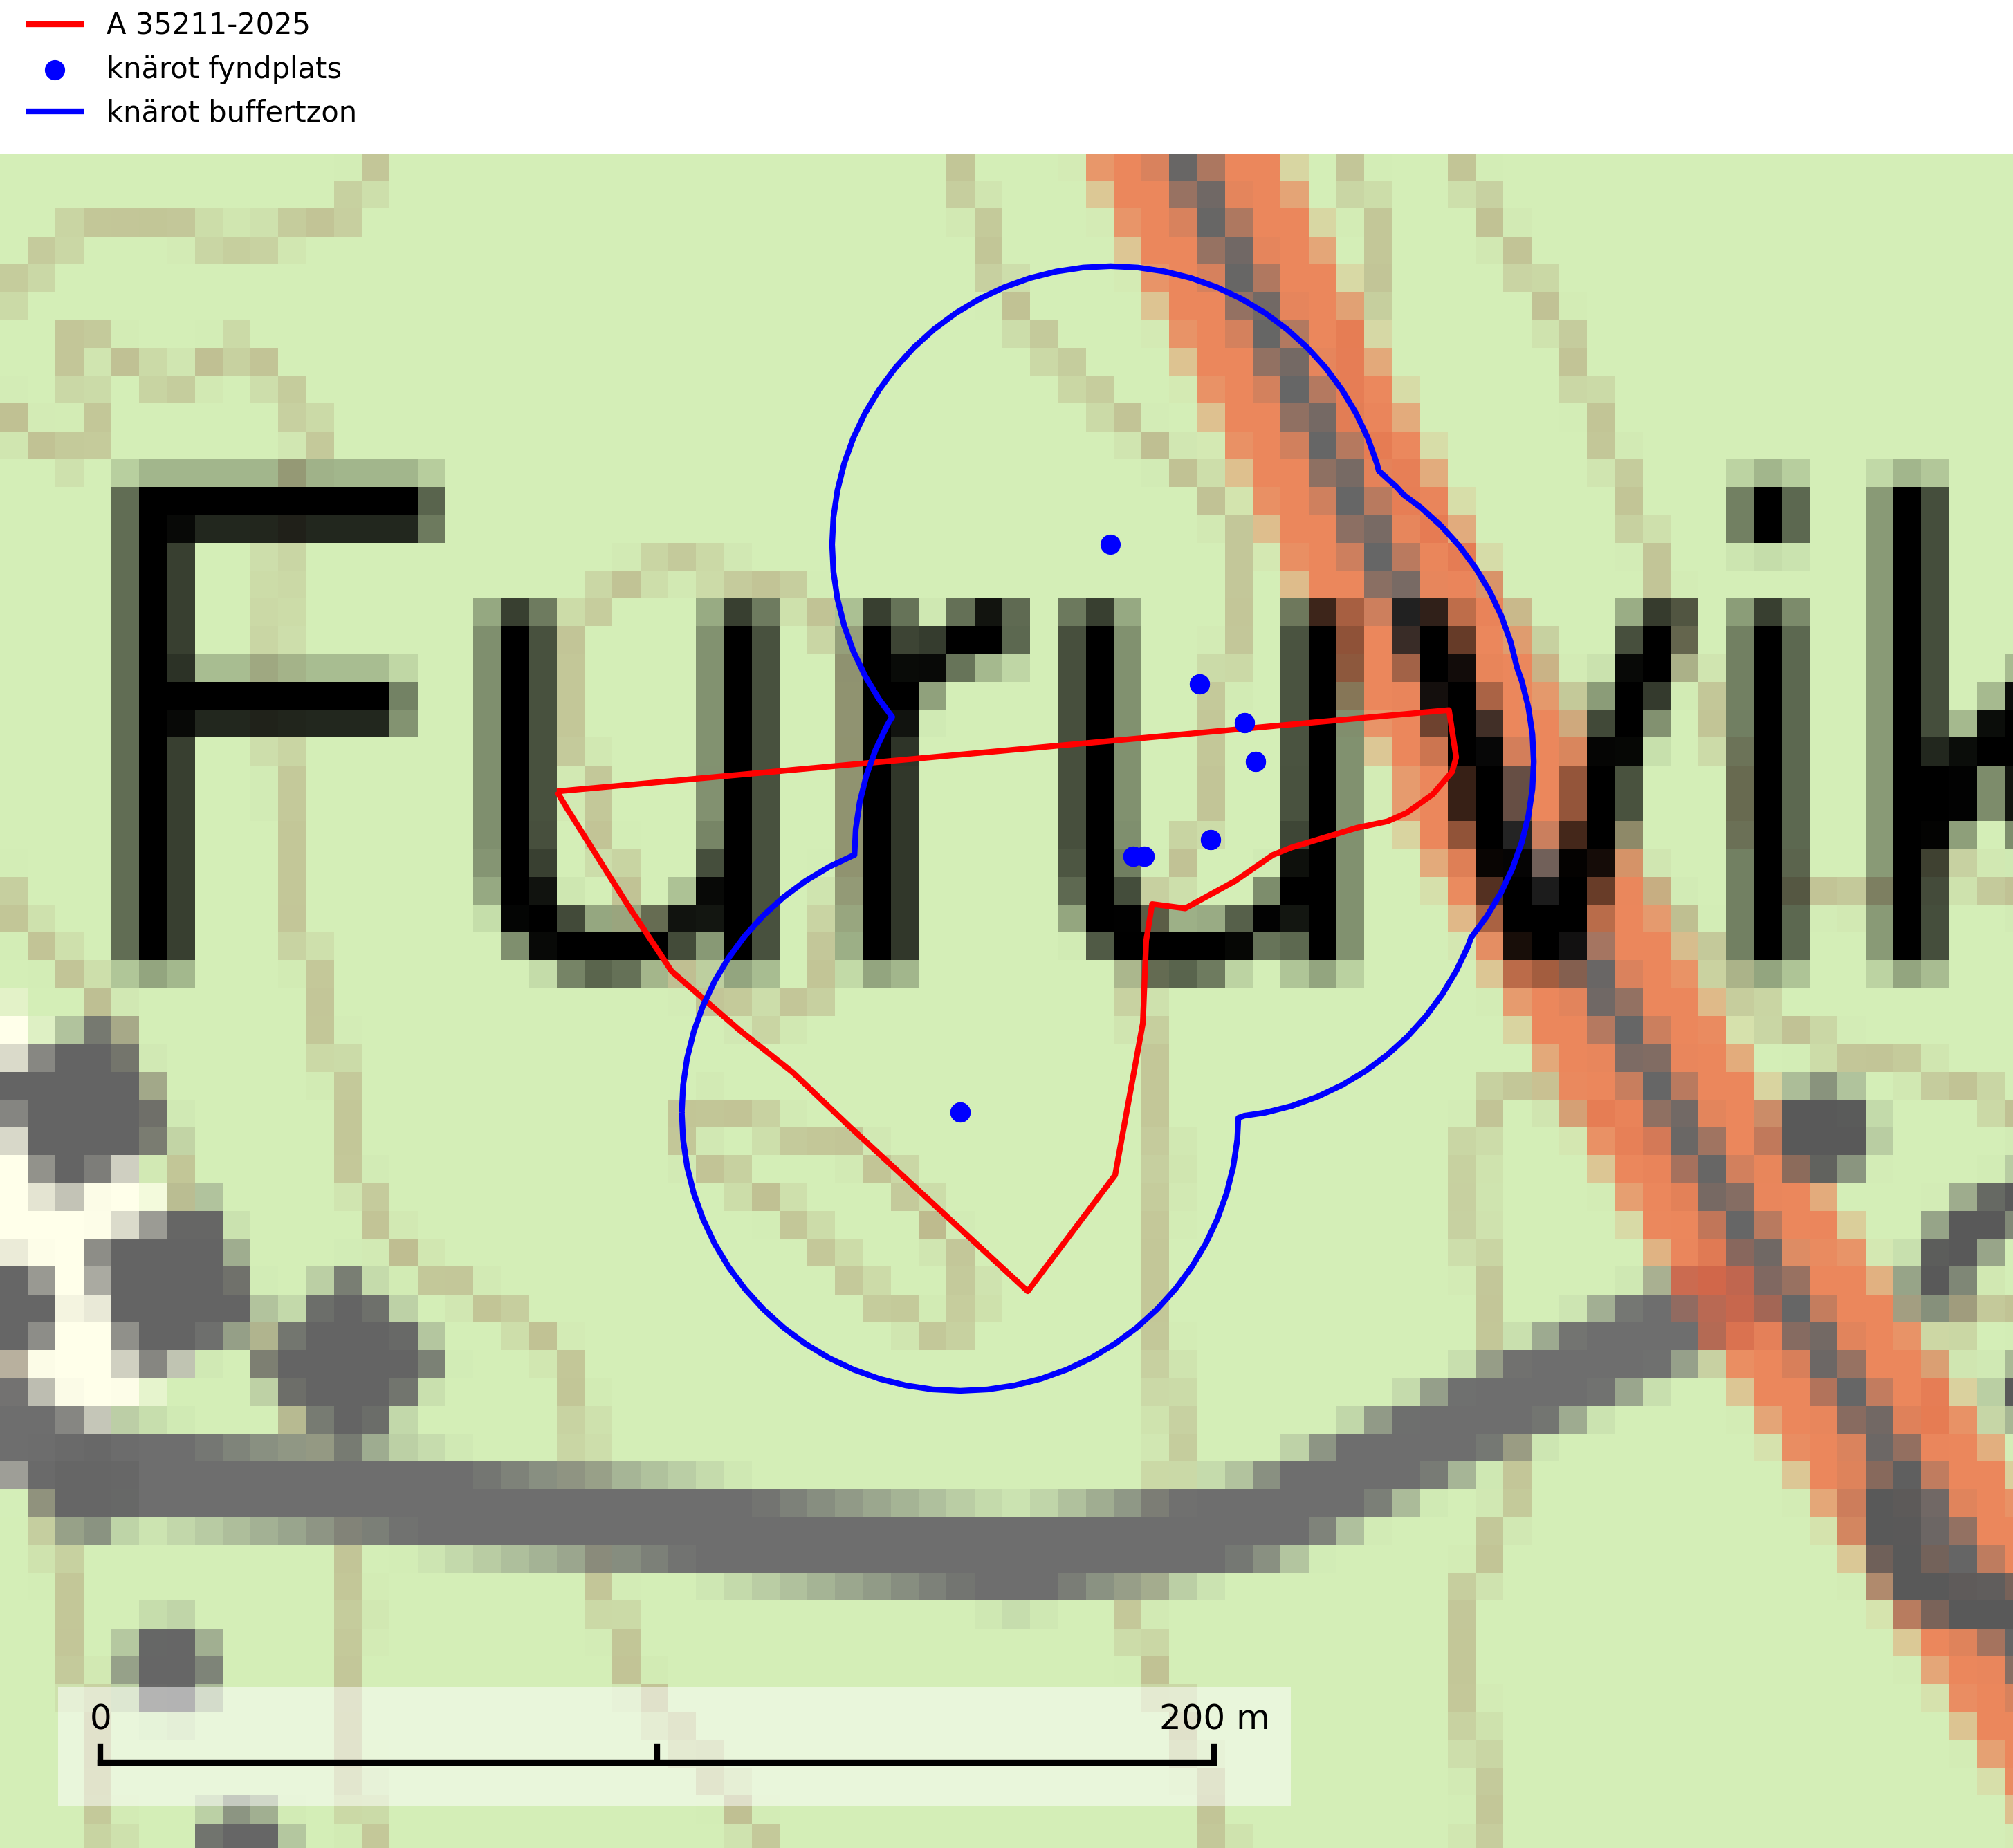 A 35211-2025
knärot fyndplats
knärot buffertzon
Furuvik
0 200 m